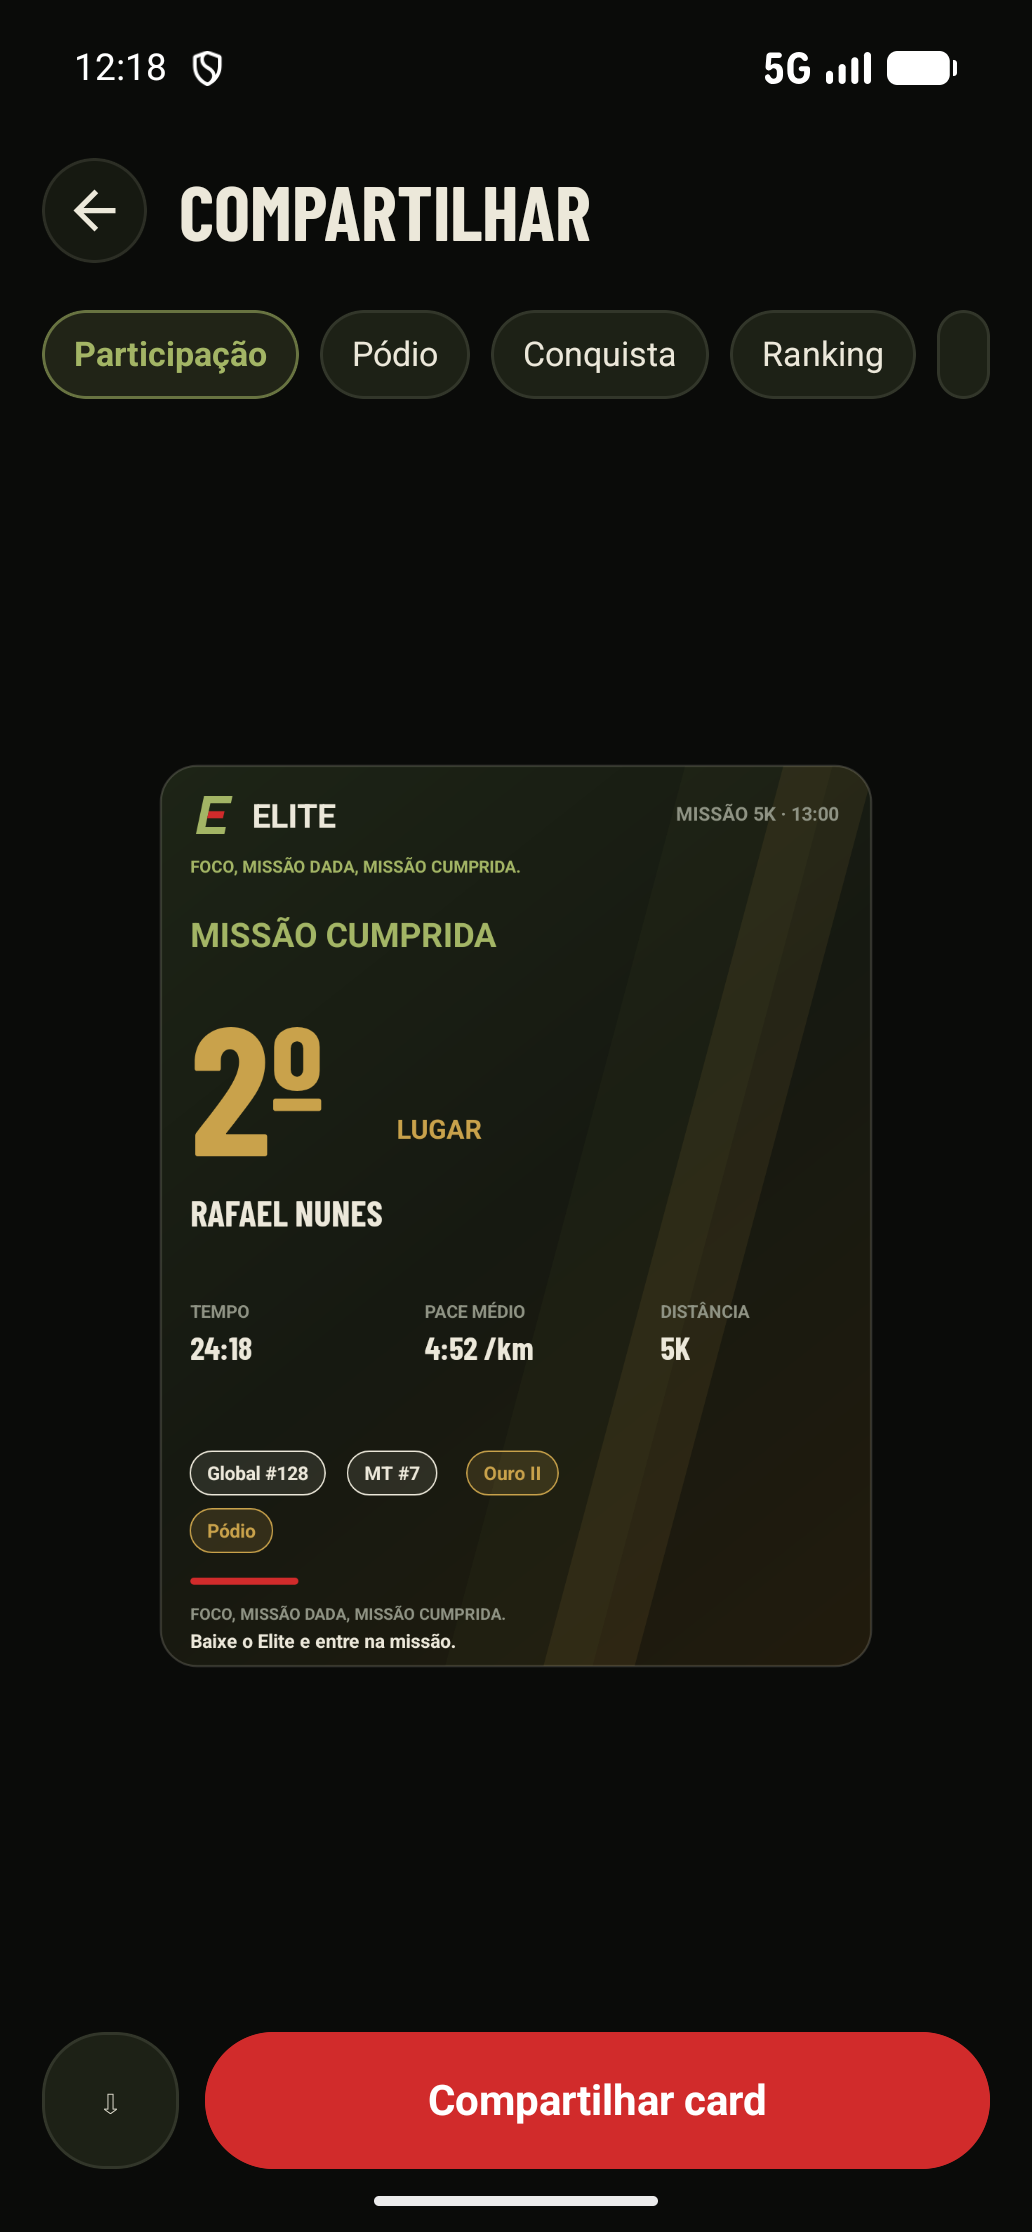 12:18
5G
COMPARTILHAR
Participação Pódio Conquista Ranking
E ELITE
MISSÃO 5K · 13:00
FOCO, MISSÃO DADA, MISSÃO CUMPRIDA.
MISSÃO CUMPRIDA
2º LUGAR
RAFAEL NUNES
TEMPO PACE MÉDIO DISTÂNCIA
24:18 4:52 /km 5K
Global #128 MT #7 Ouro II
Pódio
FOCO, MISSÃO DADA, MISSÃO CUMPRIDA.
Baixe o Elite e entre na missão.
⇩ Compartilhar card